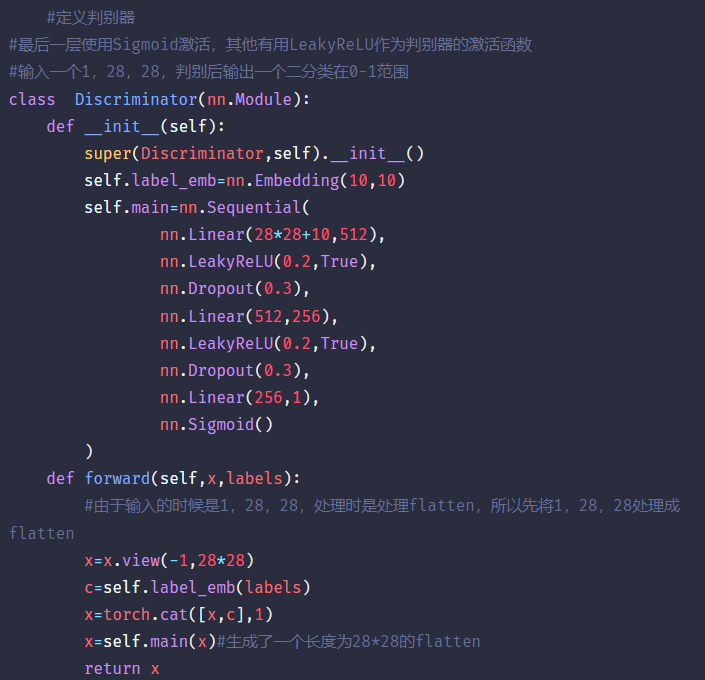 #定义判别器
#最后一层使用Sigmoid激活，其他有用LeakyReLU作为判别器的激活函数
#输入一个1，28，28，判别后输出一个二分类在0-1范围
class  Discriminator(nn.Module):
    def __init__(self):
        super(Discriminator,self).__init__()
        self.label_emb=nn.Embedding(10,10)
        self.main=nn.Sequential(
                nn.Linear(28*28+10,512),
                nn.LeakyReLU(0.2,True),
                nn.Dropout(0.3),
                nn.Linear(512,256),
                nn.LeakyReLU(0.2,True),
                nn.Dropout(0.3),
                nn.Linear(256,1),
                nn.Sigmoid()
        )
    def forward(self,x,labels):
        #由于输入的时候是1，28，28，处理时是处理flatten，所以先将1，28，28处理成
flatten
        x=x.view(-1,28*28)
        c=self.label_emb(labels)
        x=torch.cat([x,c],1)
        x=self.main(x)#生成了一个长度为28*28的flatten
        return x